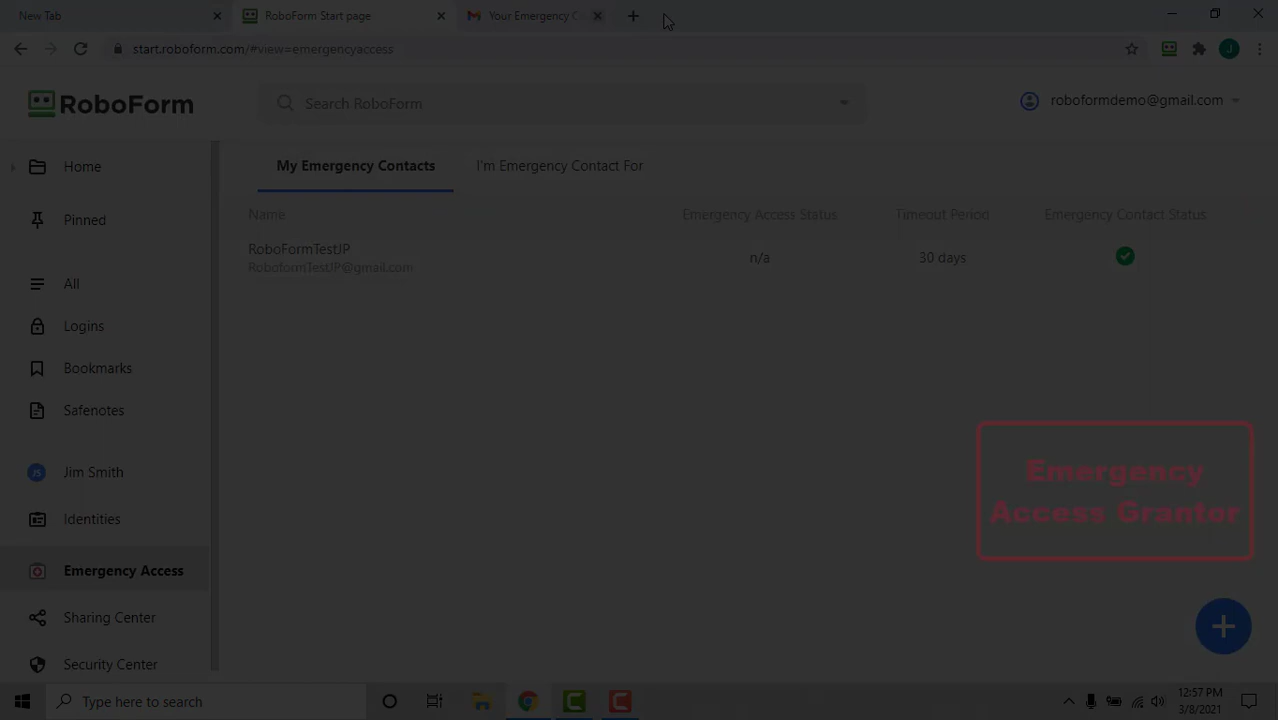 New Tab
RoboForm Start page
Your Emergency Co
start.roboform.com/#view=emergencyaccess
J
RoboForm
Search RoboForm
roboformdemo@gmail.com
Home
My Emergency Contacts
I'm Emergency Contact For
Pinned
Name
Emergency Access Status
Timeout Period
Emergency Contact Status
RoboFormTestJP
RoboformTestJP@gmail.com
n/a
30 days
All
Logins
Bookmarks
Safenotes
JS
Jim Smith
Identities
Emergency
Access Grantor
Emergency Access
Sharing Center
Security Center
Type here to search
12:57 PM
3/8/2021